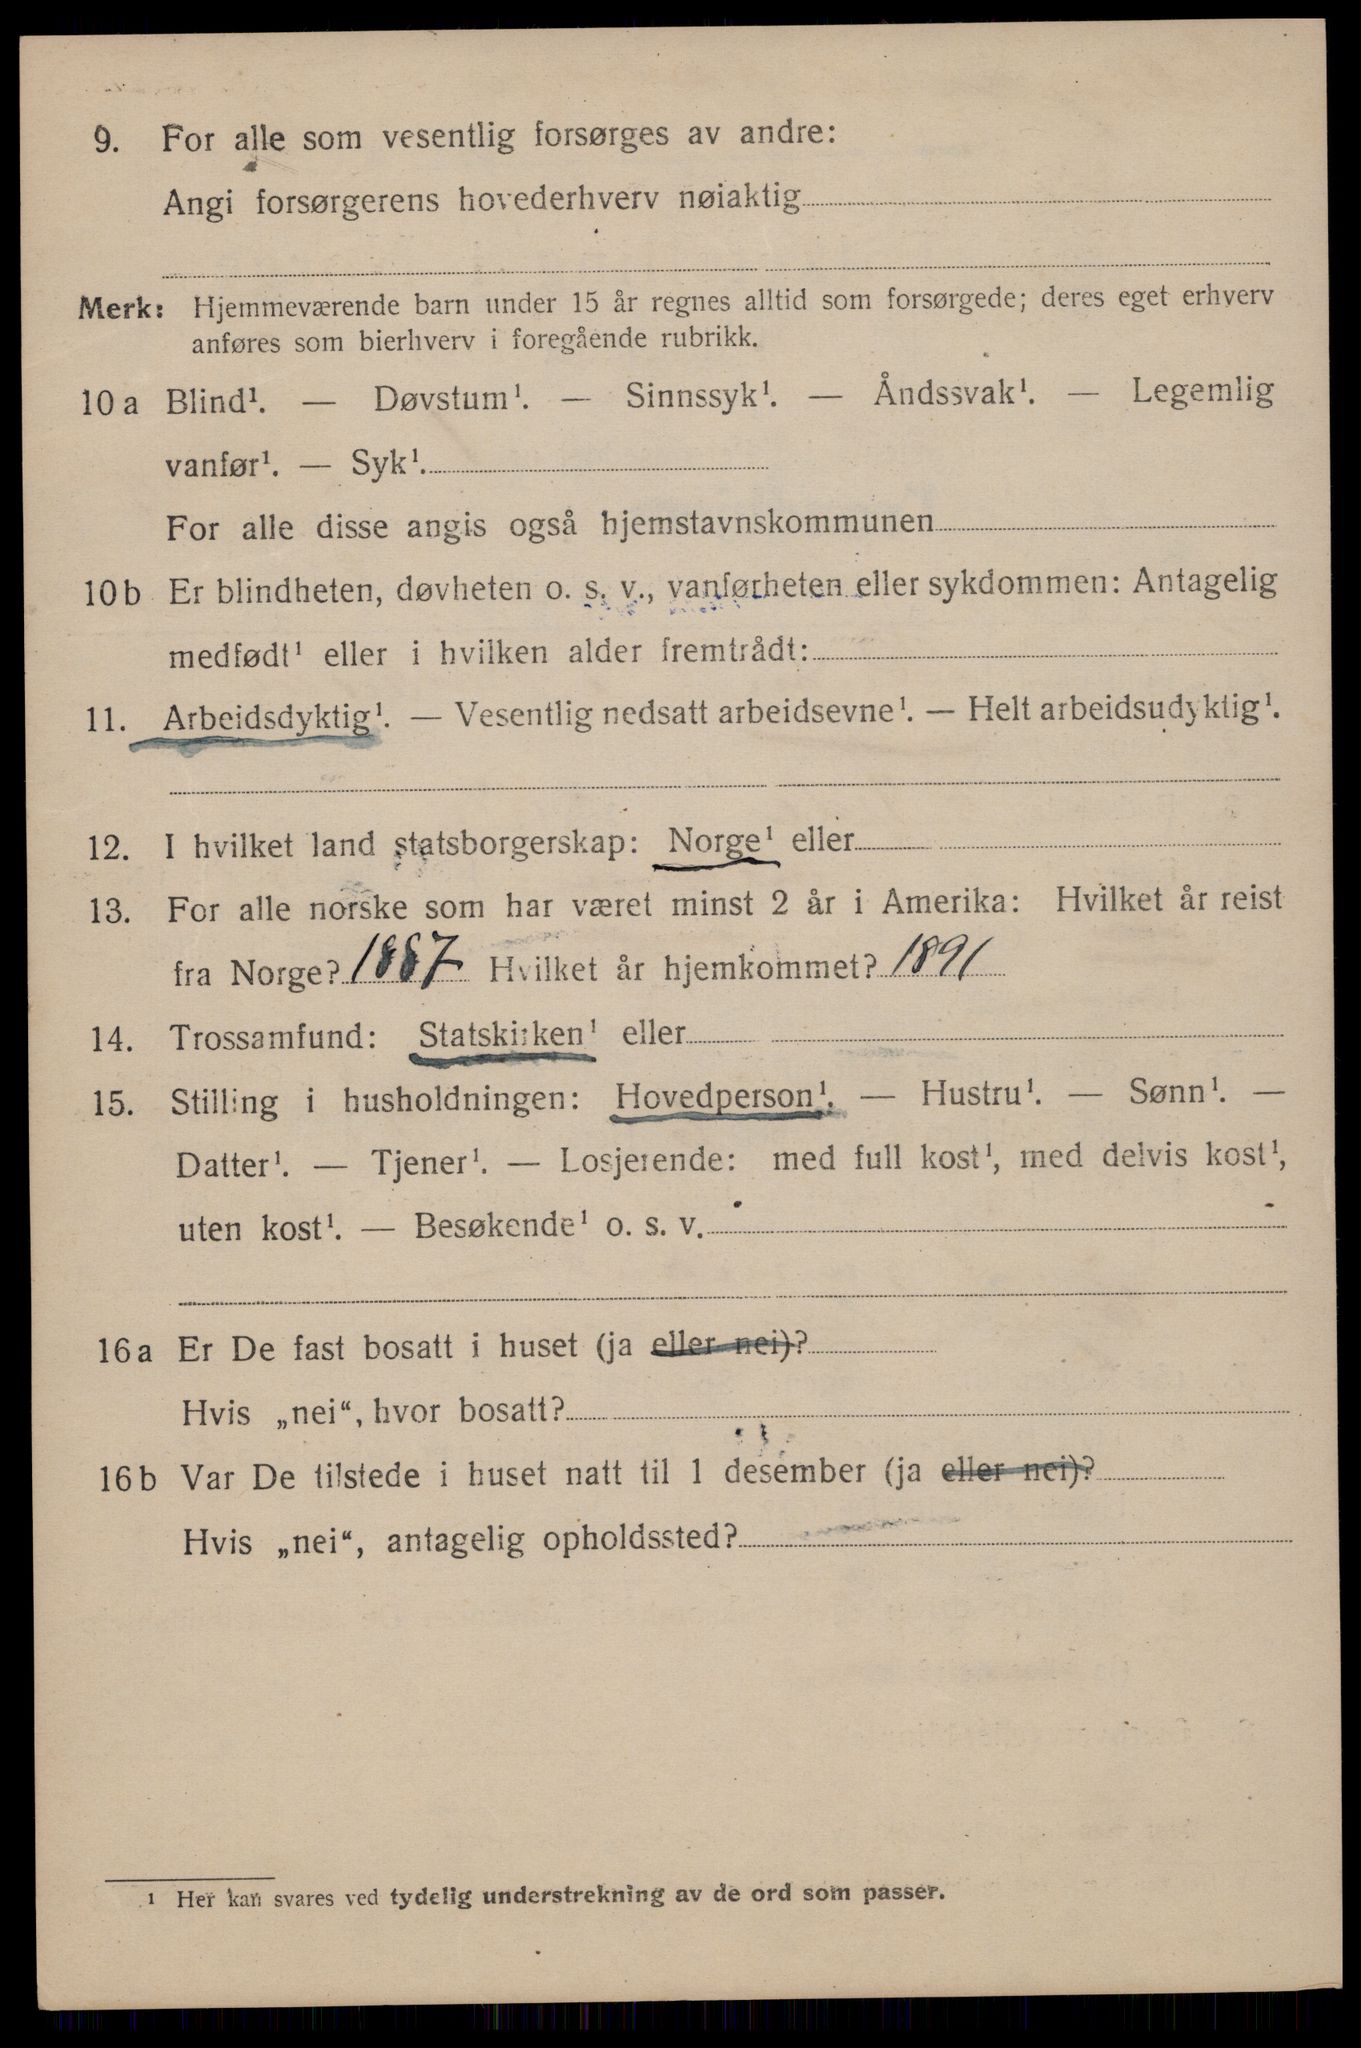 9. For alle som vesentlig forsørges av andre:
Angi forsørgerens hovederhverv nøiaktig
Merk: Hjemmeværende barn under 15 år regnes alltid som forsørgede; deres eget erhverv
anføres som bierhverv i foregående rubrikk.
10 a Blind¹. — Døvstum¹. — Sinnssyk¹. — Åndssvak¹. — Legemlig
vanfør¹. — Syk¹.
For alle disse angis også hjemstavnskommunen
10 b Er blindheten, døvheten o. s. v., vanførheten eller sykdommen: Antagelig
medfødt¹ eller i hvilken alder fremtrådt:
11. Arbeidsdyktig¹. — Vesentlig nedsatt arbeidsevne¹. — Helt arbeidsudyktig¹.
12. I hvilket land statsborgerskap: Norge¹ eller
13. For alle norske som har været minst 2 år i Amerika: Hvilket år reist
fra Norge? 1887 Hvilket år hjemkommet? 1891
14. Trossamfund: Statskirken¹ eller
15. Stilling i husholdningen: Hovedperson¹. — Hustru¹. — Sønn¹. —
Datter¹. — Tjener¹. — Losjerende: med full kost¹, med delvis kost¹,
uten kost¹. — Besøkende¹ o. s. v.
16 a Er De fast bosatt i huset (ja eller nei)?
Hvis „nei“, hvor bosatt?
16 b Var De tilstede i huset natt til 1 desember (ja eller nei)?
Hvis „nei“, antagelig opholdssted?
¹ Her kan svares ved tydelig understrekning av de ord som passer.